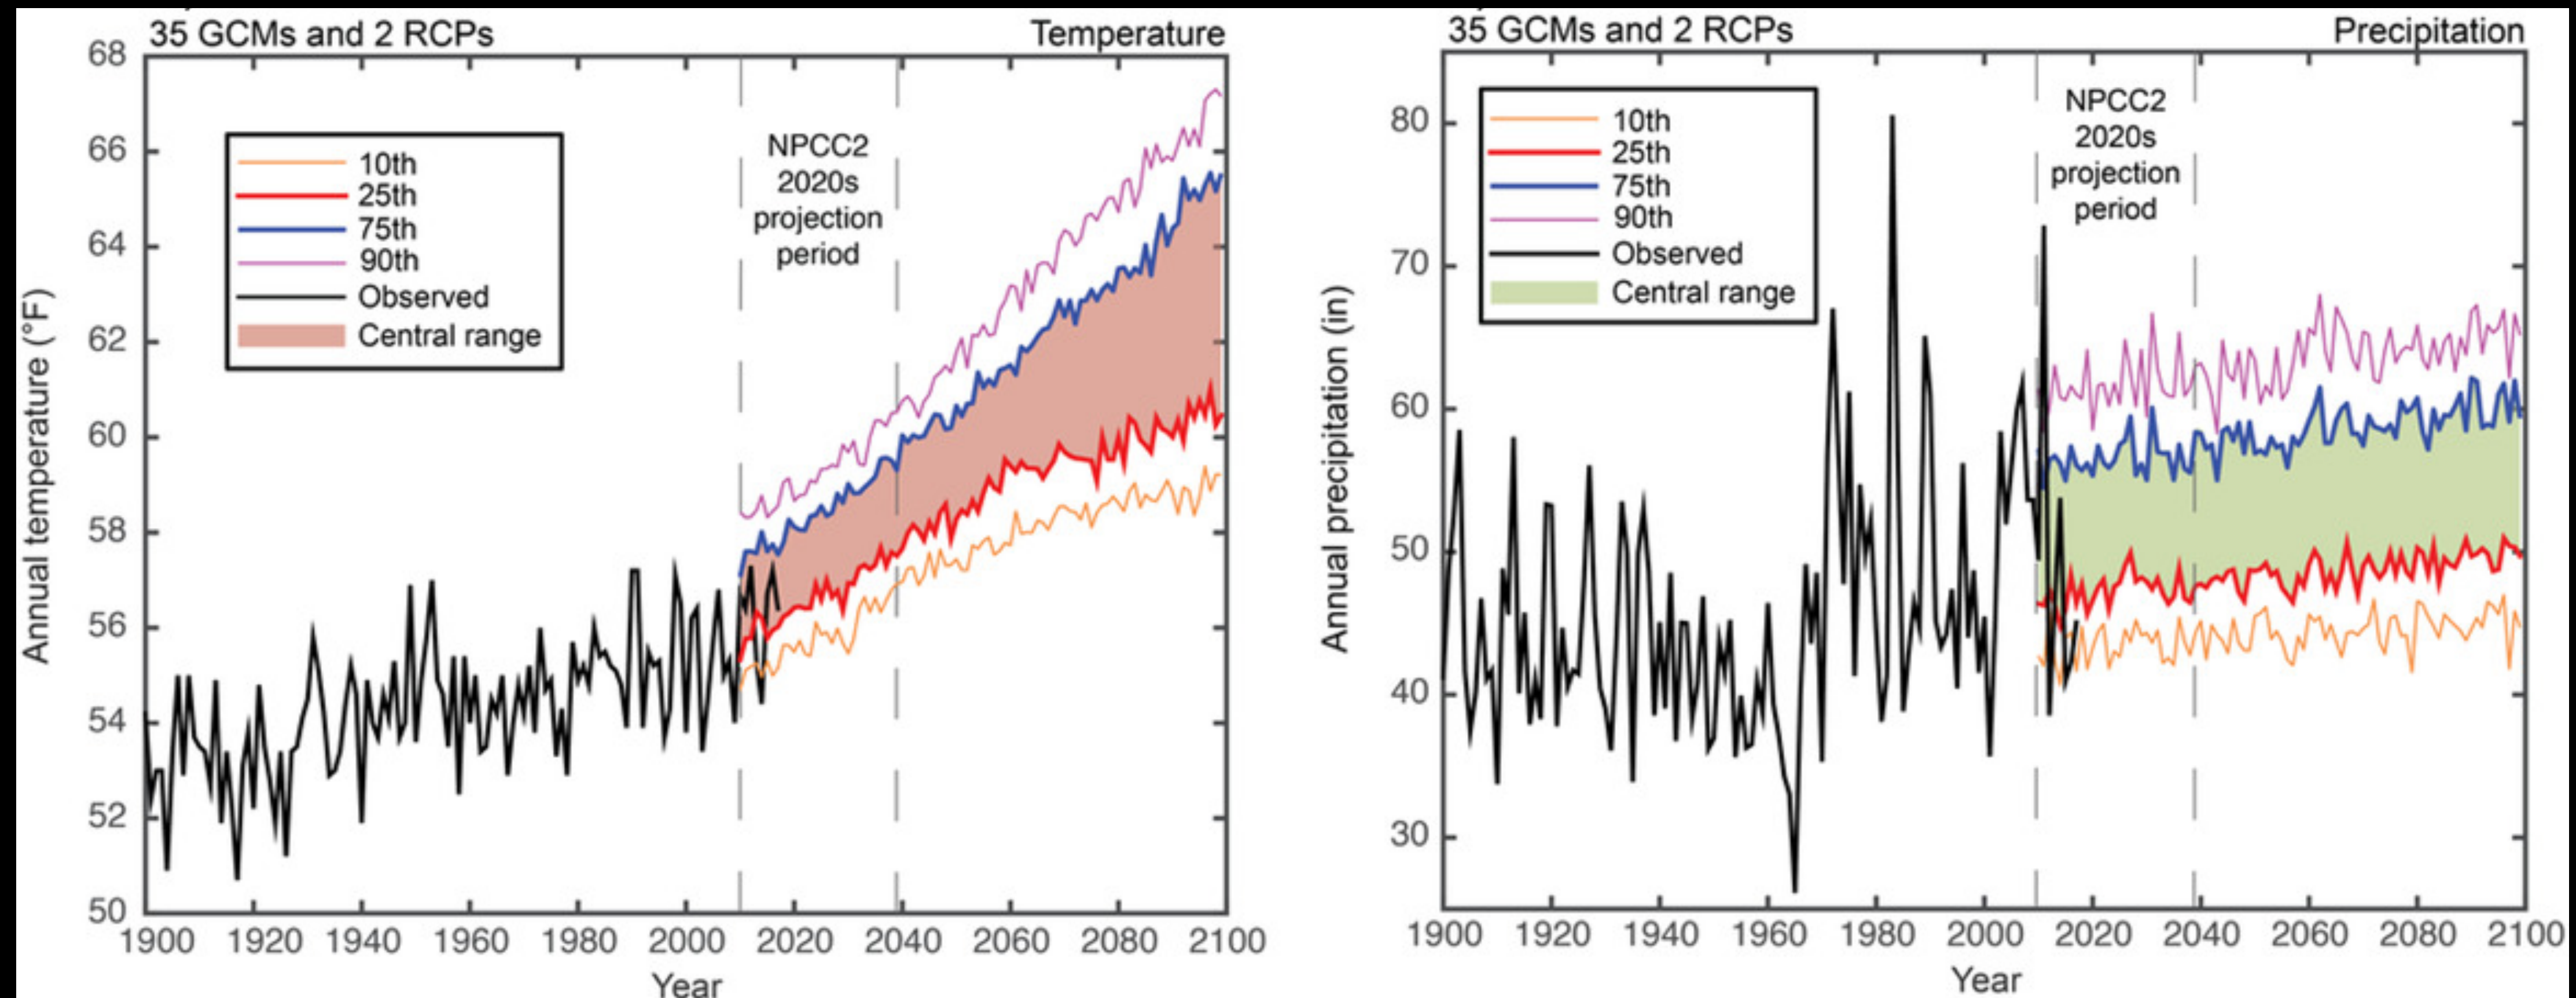 35 GCMs and 2 RCPs
Temperature
68
66
64
62
60
58
56
54
52
50
Annual temperature (°F)
10th
25th
75th
90th
Observed
Central range
NPCC2
2020s
projection
period
1900 1920 1940 1960 1980 2000 2020 2040 2060 2080 2100
Year
35 GCMs and 2 RCPs
Precipitation
80
70
60
50
40
30
Annual precipitation (in)
10th
25th
75th
90th
Observed
Central range
NPCC2
2020s
projection
period
1900 1920 1940 1960 1980 2000 2020 2040 2060 2080 2100
Year